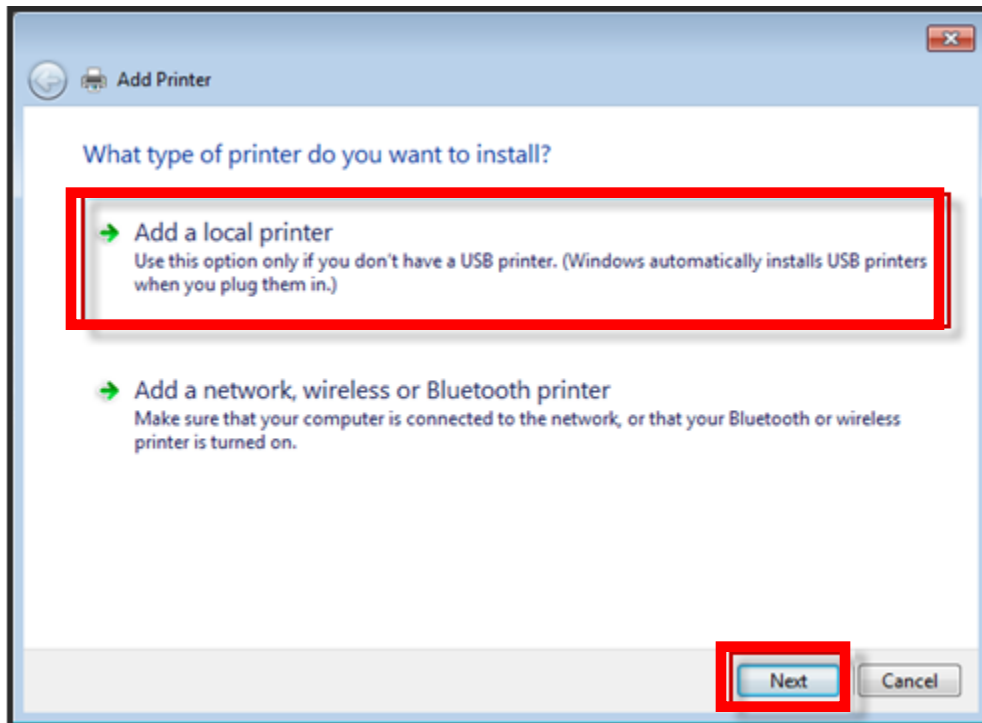 Add Printer
What type of printer do you want to install?
Add a local printer
Use this option only if you don't have a USB printer. (Windows automatically installs USB printers
when you plug them in.)
Add a network, wireless or Bluetooth printer
Make sure that your computer is connected to the network, or that your Bluetooth or wireless
printer is turned on.
Next
Cancel